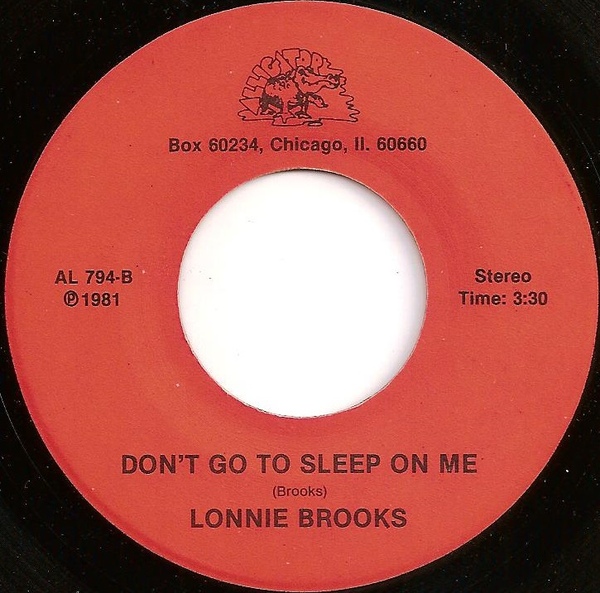 ALLIGATOR
Box 60234, Chicago, Il. 60660
AL 794-B
℗1981
Stereo
Time: 3:30
DON'T GO TO SLEEP ON ME
(Brooks)
LONNIE BROOKS